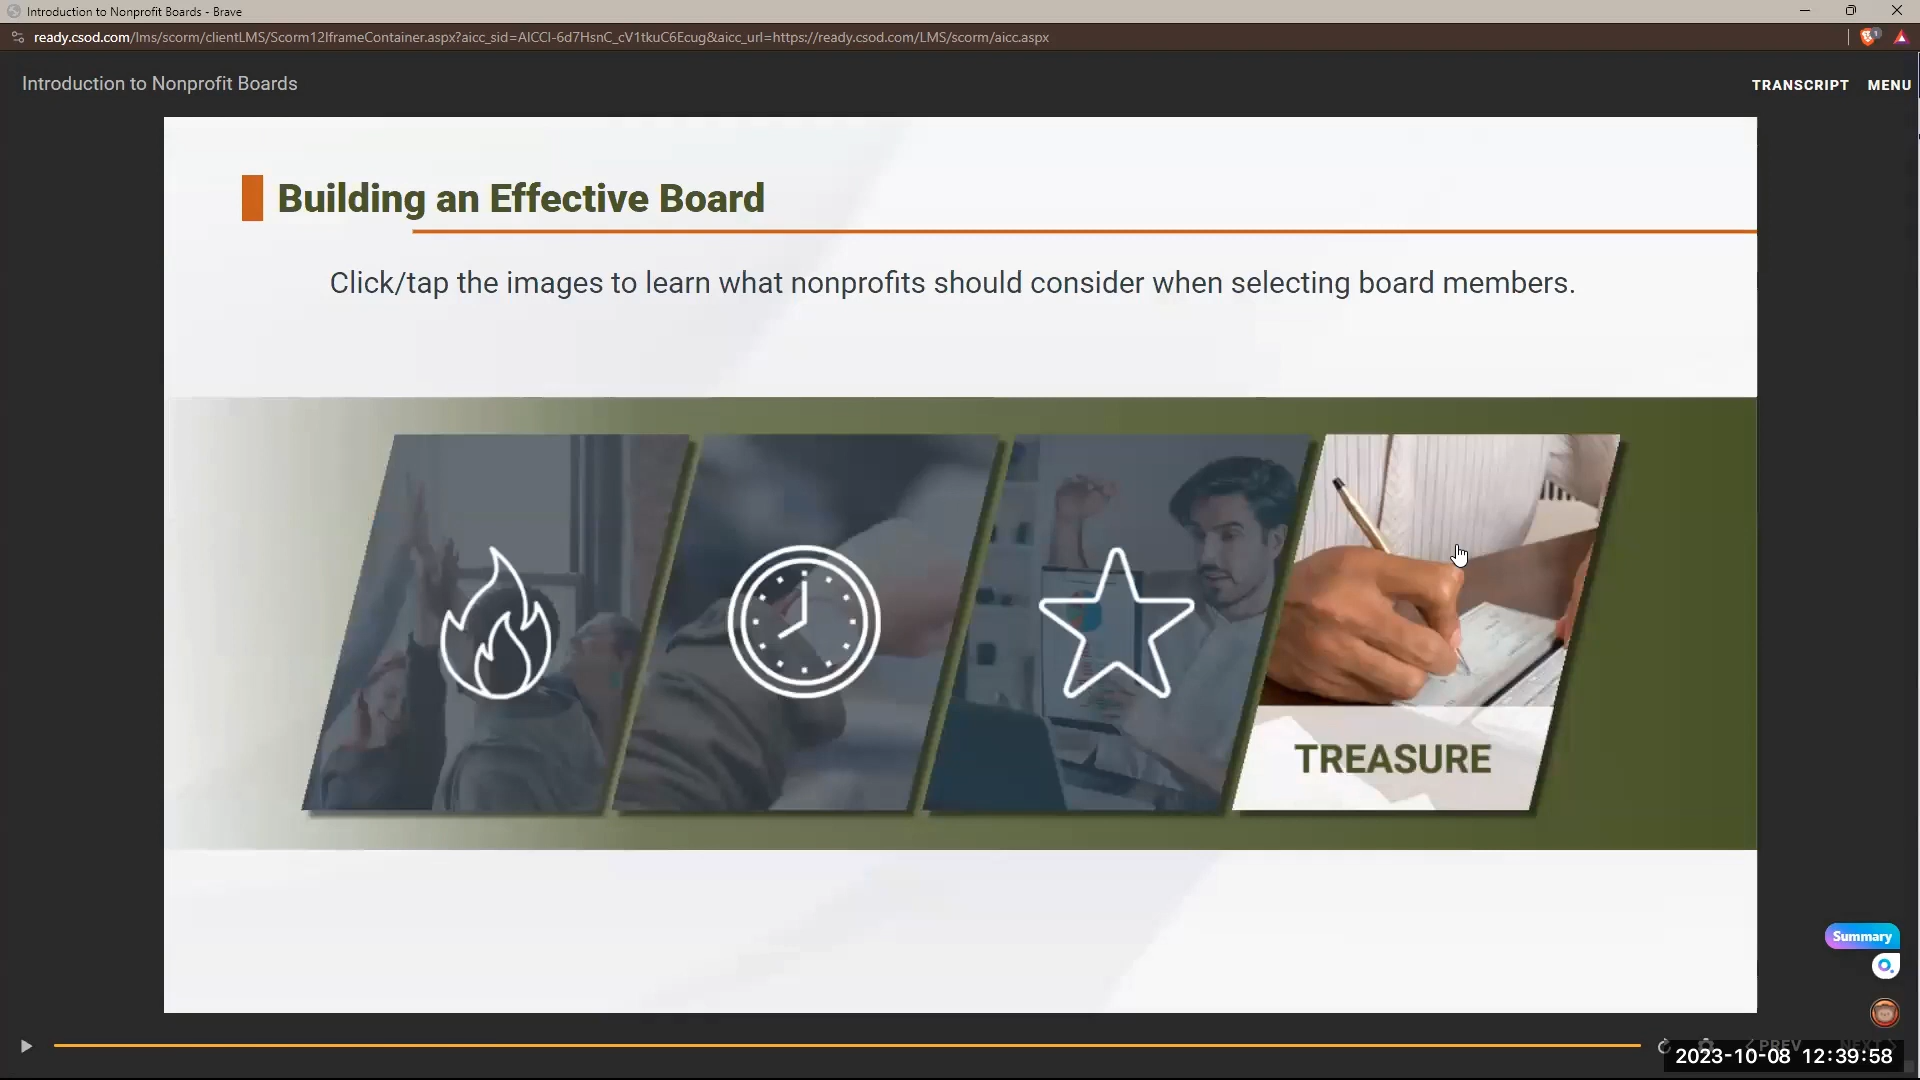 Introduction to Nonprofit Boards - Brave
ready.csod.com/lms/scorm/clientLMS/Scorm12IframeContainer.aspx?aicc_sid=AICCI-6d7HsnC_cV1tkuC6Ecug&aicc_url=https://ready.csod.com/LMS/scorm/aicc.aspx
1
Introduction to Nonprofit Boards
TRANSCRIPT MENU
Building an Effective Board
Click/tap the images to learn what nonprofits should consider when selecting board members.
TREASURE
Summary
PREV NEXT
2023-10-08 12:39:58